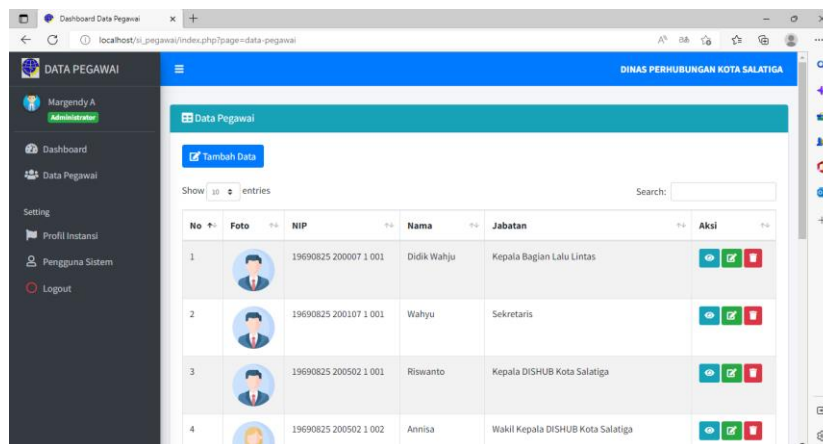 Dashboard Data Pegawai
localhost/si_pegawai/index.php?page=data-pegawai
DATA PEGAWAI
DINAS PERHUBUNGAN KOTA SALATIGA
Margendy A
Administrator
Dashboard
Data Pegawai
Setting
Profil Instansi
Pengguna Sistem
Logout
Data Pegawai
Tambah Data
Show 10 entries
Search:
No Foto NIP Nama Jabatan Aksi
1 19690825 200007 1 001 Didik Wahju Kepala Bagian Lalu Lintas
2 19690825 200107 1 001 Wahyu Sekretaris
3 19690825 200502 1 001 Riswanto Kepala DISHUB Kota Salatiga
4 19690825 200502 1 002 Annisa Wakil Kepala DISHUB Kota Salatiga